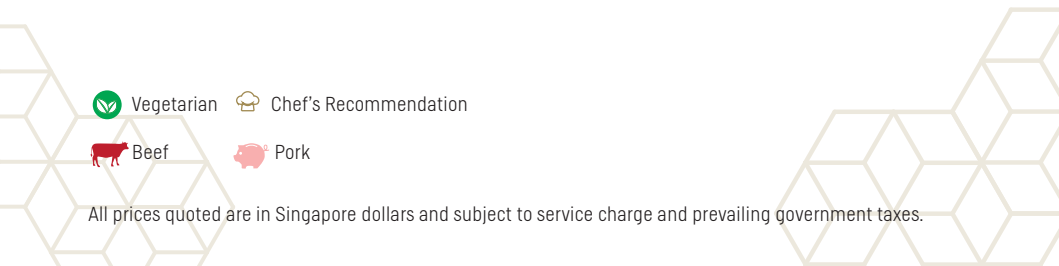 Vegetarian Chef's Recommendation
Beef Pork
All prices quoted are in Singapore dollars and subject to service charge and prevailing government taxes.